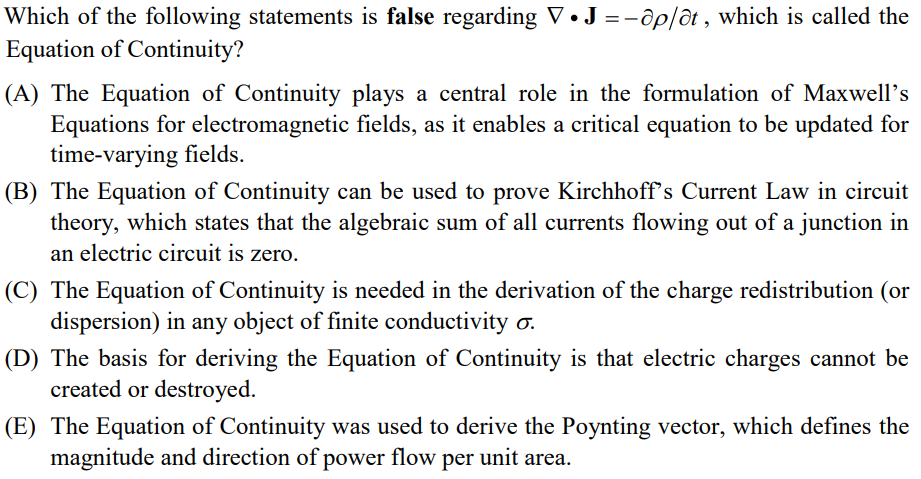 Which of the following statements is false regarding ∇ • J = −∂ρ/∂t , which is called the
Equation of Continuity?
(A) The Equation of Continuity plays a central role in the formulation of Maxwell’s
Equations for electromagnetic fields, as it enables a critical equation to be updated for
time-varying fields.
(B) The Equation of Continuity can be used to prove Kirchhoff’s Current Law in circuit
theory, which states that the algebraic sum of all currents flowing out of a junction in
an electric circuit is zero.
(C) The Equation of Continuity is needed in the derivation of the charge redistribution (or
dispersion) in any object of finite conductivity σ.
(D) The basis for deriving the Equation of Continuity is that electric charges cannot be
created or destroyed.
(E) The Equation of Continuity was used to derive the Poynting vector, which defines the
magnitude and direction of power flow per unit area.